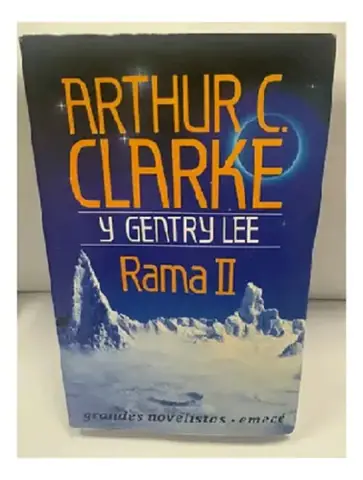 ARTHUR C.
CLARKE
y GENTRY LEE
Rama II
grandes novelistas • emecé